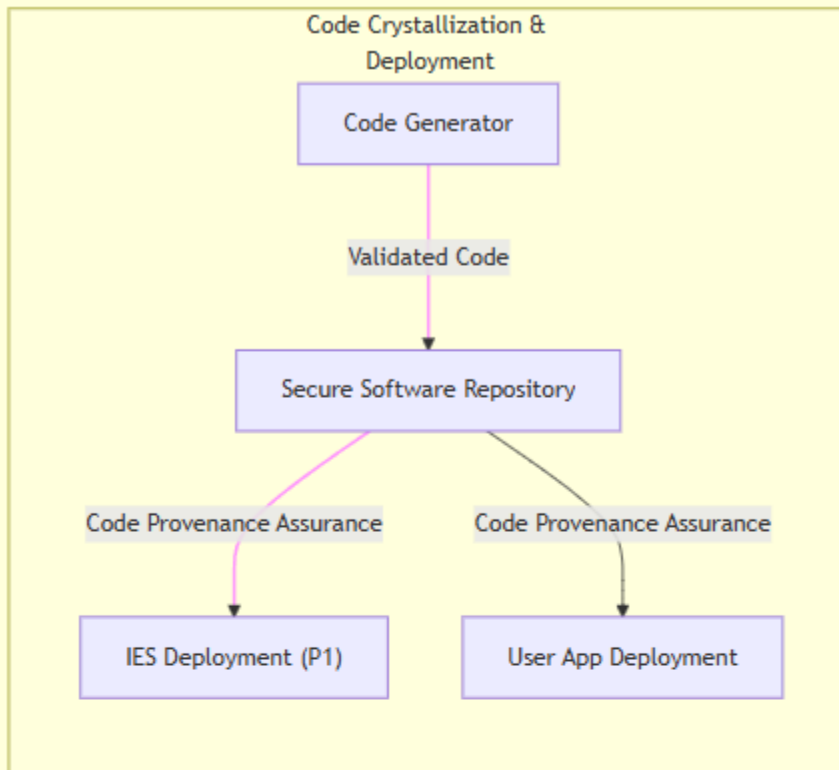 Code Crystallization &
Deployment
Code Generator
Validated Code
Secure Software Repository
Code Provenance Assurance
Code Provenance Assurance
IES Deployment (P1)
User App Deployment